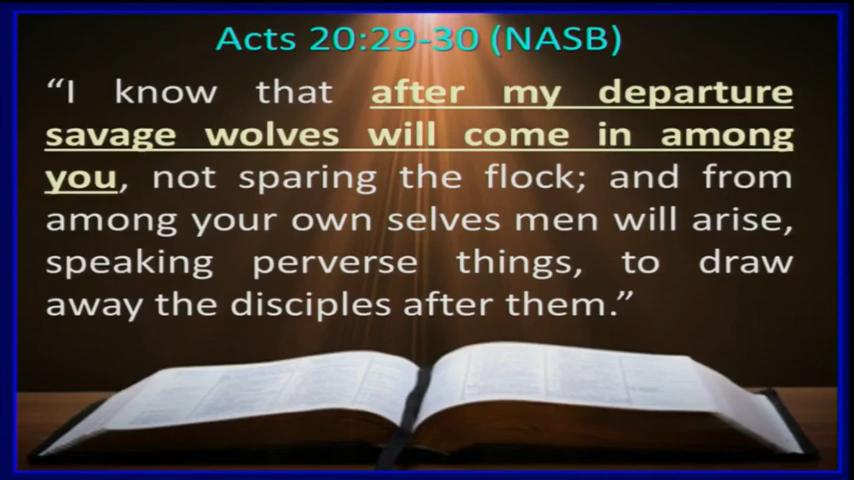 Acts 20:29-30 (NASB)
“I know that after my departure
savage wolves will come in among
you, not sparing the flock; and from
among your own selves men will arise,
speaking perverse things, to draw
away the disciples after them.”